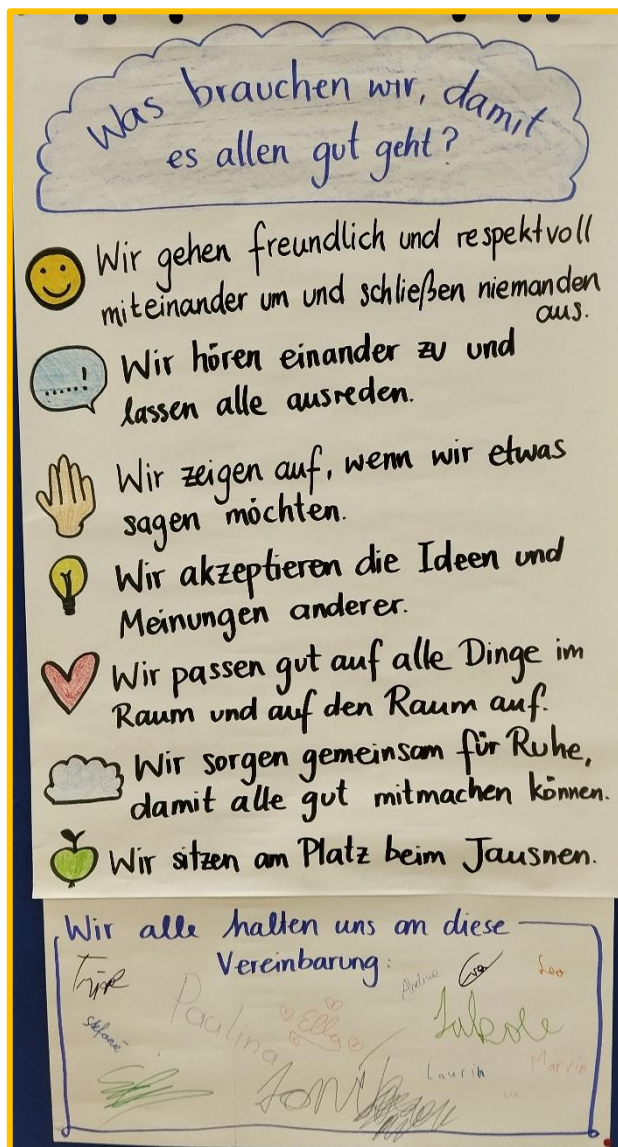 Was brauchen wir, damit
es allen gut geht?
Wir gehen freundlich und respektvoll
miteinander um und schließen niemanden
aus.
......!
Wir hören einander zu und
lassen alle ausreden.
Wir zeigen auf, wenn wir etwas
sagen möchten.
Wir akzeptieren die Ideen und
Meinungen anderer.
Wir passen gut auf alle Dinge im
Raum und auf den Raum auf.
Wir sorgen gemeinsam für Ruhe,
damit alle gut mitmachen können.
Wir sitzen am Platz beim Jausnen.
Wir alle halten uns an diese
Vereinbarung:
Eva
Leo
Stefanie
Paulina
Ella
Laurin
Marvin